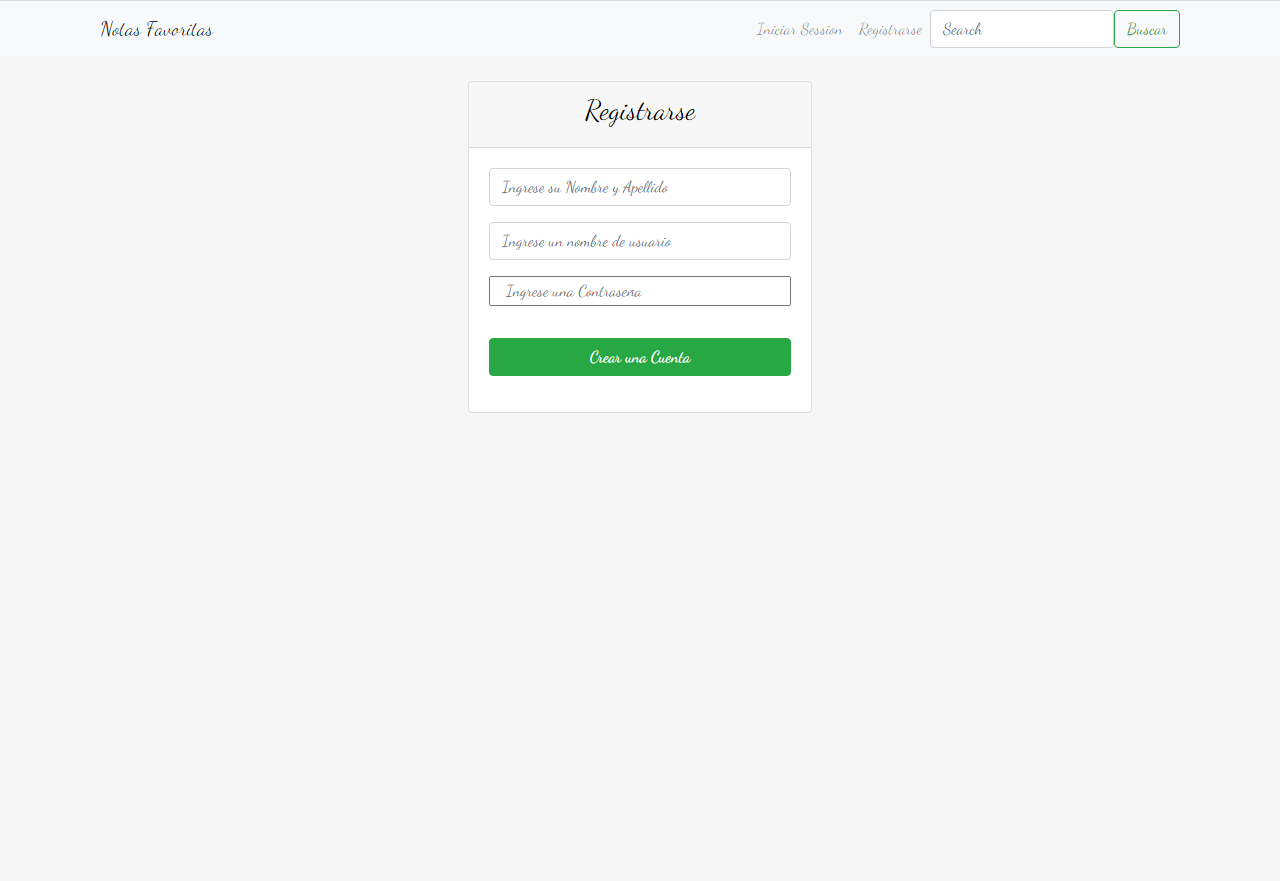 Notas Favoritas
Iniciar Session Registrarse Search Buscar
Registrarse
Ingrese su Nombre y Apellido
Ingrese un nombre de usuario
Ingrese una Contraseña
Crear una Cuenta